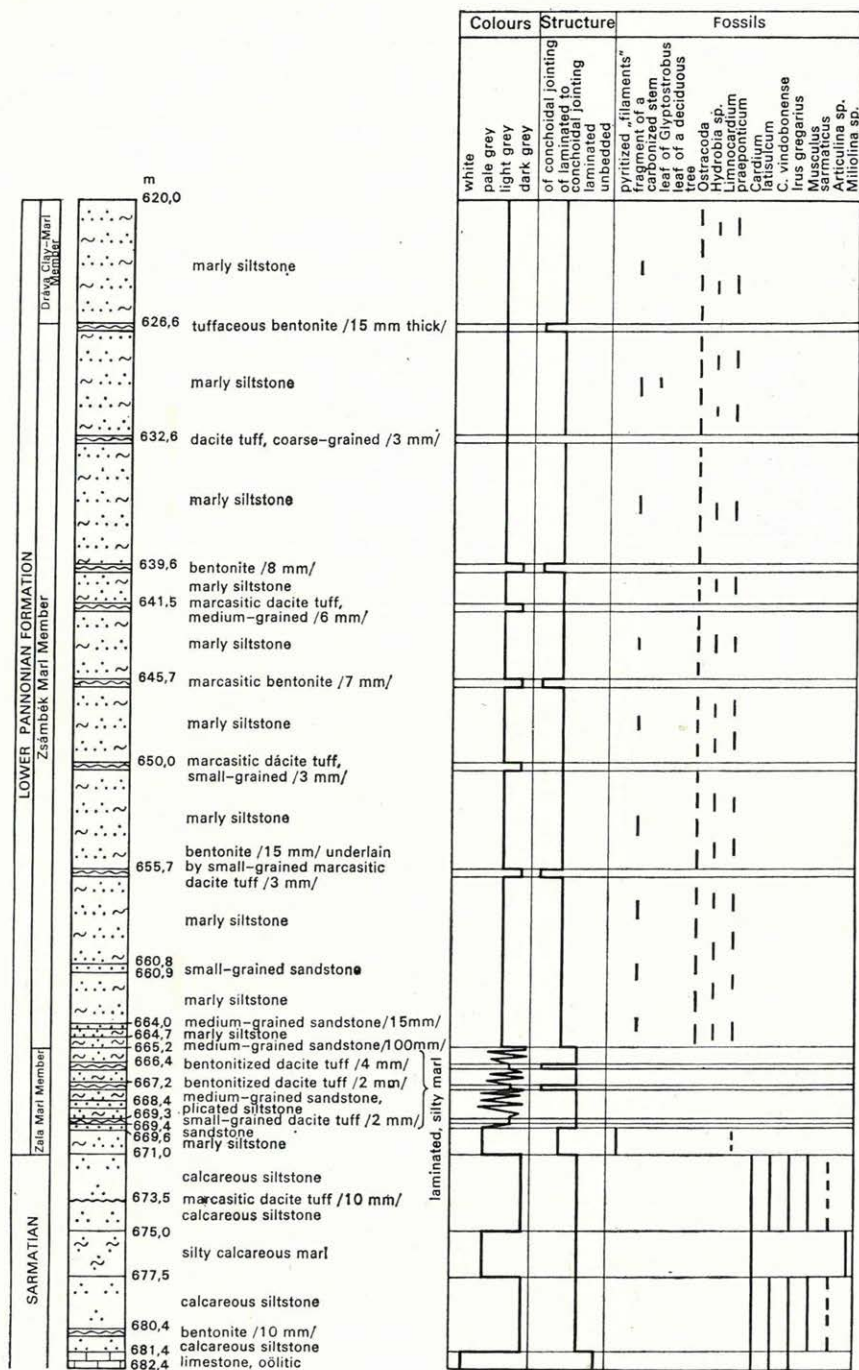 Colours
Structure
Fossils
white
pale grey
light grey
dark grey
of conchoidal jointing
of laminated to
conchoidal jointing
laminated
unbedded
pyritized „filaments"
fragment of a
carbonized stem
leaf of Glyptostrobus
leaf of a deciduous
tree
Ostracoda
Hydrobia sp.
Limnocardium
praeponticum
Cardium
latisulcum
C. vindobonense
Irus gregarius
Musculus
sarmaticus
Articulina sp.
Miliolina sp.
m
620,0
Dráva Clay-Marl
Member
marly siltstone
626,6 tuffaceous bentonite /15 mm thick/
marly siltstone
632,6 dacite tuff, coarse-grained /3 mm/
marly siltstone
LOWER PANNONIAN FORMATION
Zsámbék Marl Member
639,6 bentonite /8 mm/
marly siltstone
641,5 marcasitic dacite tuff,
medium-grained /6 mm/
marly siltstone
645,7 marcasitic bentonite /7 mm/
marly siltstone
650,0 marcasitic dácite tuff,
small-grained /3 mm/
marly siltstone
bentonite /15 mm/ underlain
655,7 by small-grained marcasitic
dacite tuff /3 mm/
marly siltstone
660,8
660,9 small-grained sandstone
marly siltstone
664,0 medium-grained sandstone/15mm/
664,7 marly siltstone
665,2 medium-grained sandstone/100mm/
666,4 bentonitized dacite tuff /4 mm/
667,2 bentonitized dacite tuff /2 mm/
668,4 medium-grained sandstone,
plicated siltstone
669,3 small-grained dacite tuff /2 mm/
669,4 sandstone
669,6 marly siltstone
671,0
laminated, silty marl
Zala Marl Member
calcareous siltstone
673,5 marcasitic dacite tuff /10 mm/
calcareous siltstone
675,0
silty calcareous marl
677,5
SARMATIAN
calcareous siltstone
680,4
bentonite /10 mm/
681,4 calcareous siltstone
682,4 limestone, oölitic